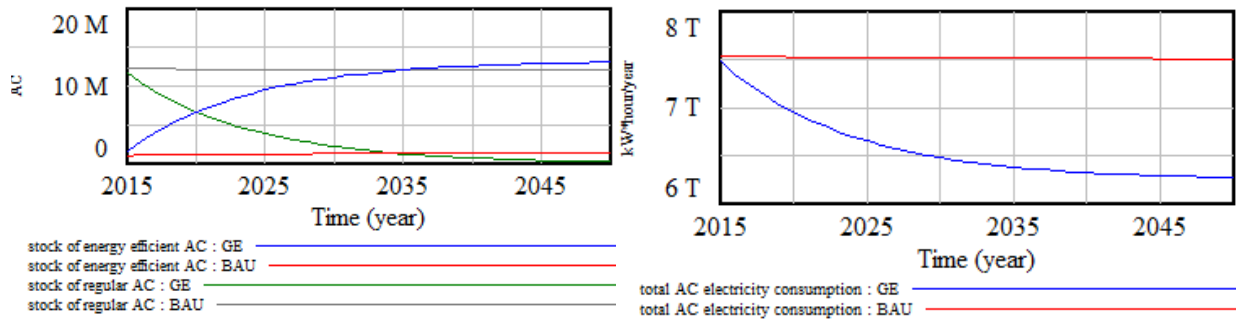 20 M
10 M
0
AC
2015 2025 2035 2045
Time (year)
stock of energy efficient AC : GE
stock of energy efficient AC : BAU
stock of regular AC : GE
stock of regular AC : BAU
8 T
7 T
6 T
kW*hour/year
2015 2025 2035 2045
Time (year)
total AC electricity consumption : GE
total AC electricity consumption : BAU